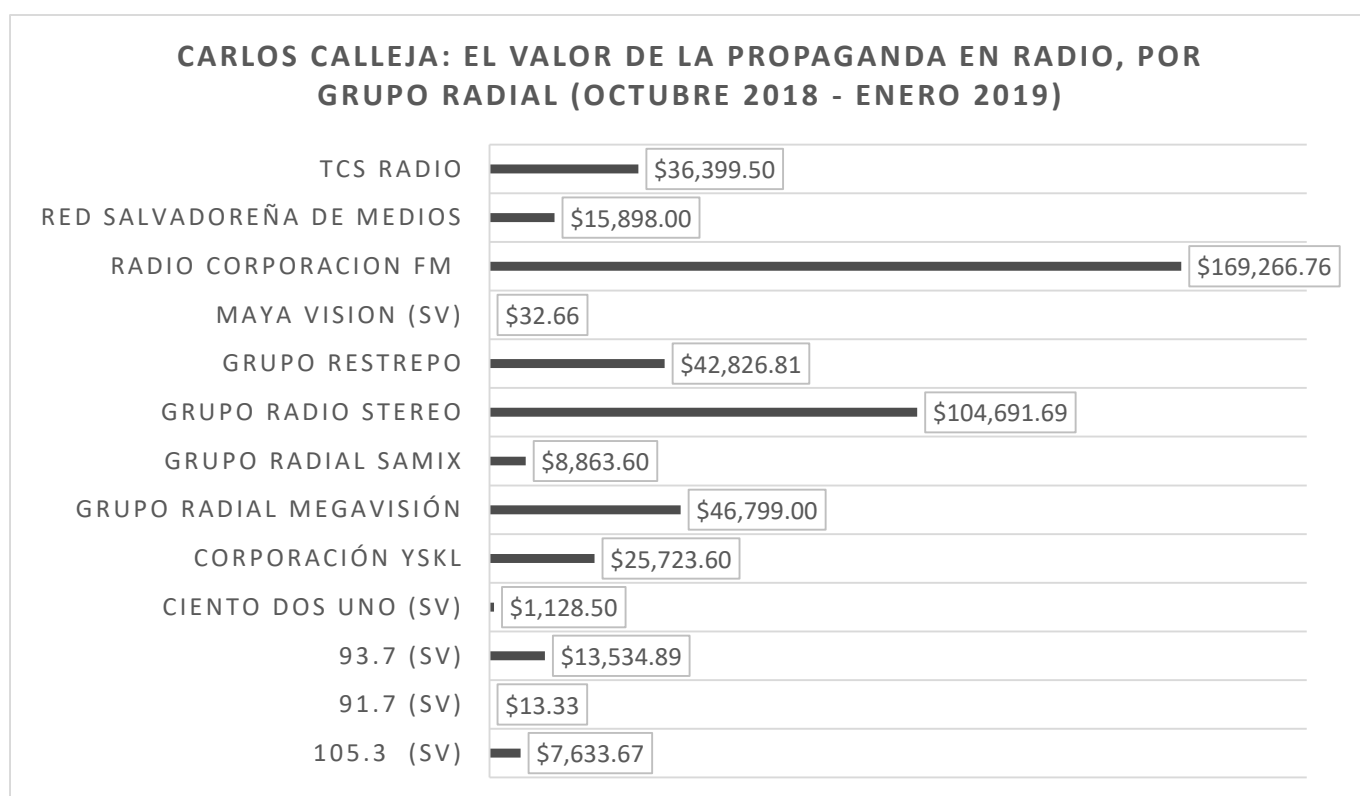 CARLOS CALLEJA: EL VALOR DE LA PROPAGANDA EN RADIO, POR
GRUPO RADIAL (OCTUBRE 2018 - ENERO 2019)
TCS RADIO $36,399.50
RED SALVADOREÑA DE MEDIOS $15,898.00
RADIO CORPORACION FM $169,266.76
MAYA VISION (SV) $32.66
GRUPO RESTREPO $42,826.81
GRUPO RADIO STEREO $104,691.69
GRUPO RADIAL SAMIX $8,863.60
GRUPO RADIAL MEGAVISIÓN $46,799.00
CORPORACIÓN YSKL $25,723.60
CIENTO DOS UNO (SV) $1,128.50
93.7 (SV) $13,534.89
91.7 (SV) $13.33
105.3 (SV) $7,633.67